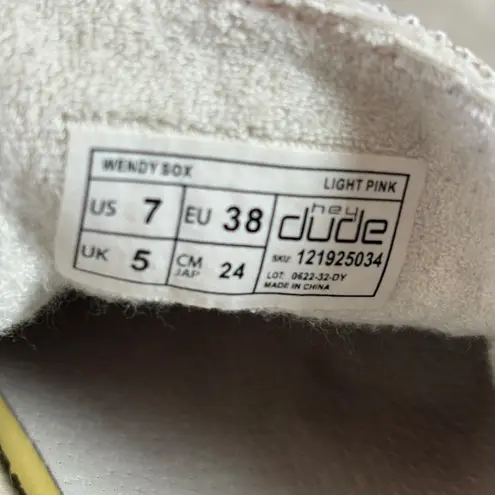 WENDY SOX LIGHT PINK
US 7 EU 38 hey dude
UK 5 CM JAP 24 SKU: 121925034
LOT: 0622-32-DY
MADE IN CHINA